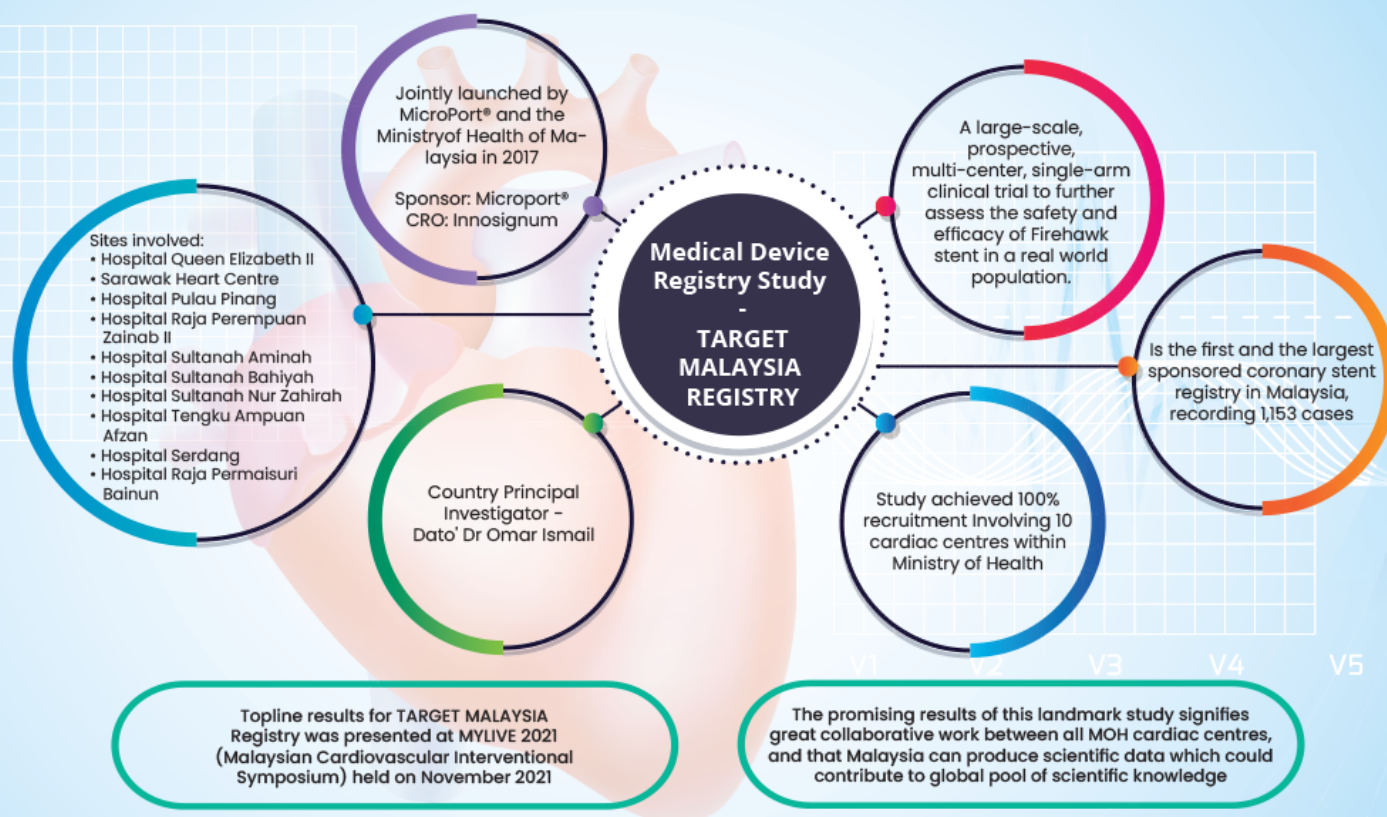 Jointly launched by
MicroPort® and the
Ministryof Health of Ma-
laysia in 2017
Sponsor: Microport®
CRO: Innosignum
A large-scale,
prospective,
multi-center, single-arm
clinical trial to further
assess the safety and
efficacy of Firehawk
stent in a real world
population.
Sites involved:
• Hospital Queen Elizabeth II
• Sarawak Heart Centre
• Hospital Pulau Pinang
• Hospital Raja Perempuan
Zainab II
• Hospital Sultanah Aminah
• Hospital Sultanah Bahiyah
• Hospital Sultanah Nur Zahirah
• Hospital Tengku Ampuan
Afzan
• Hospital Serdang
• Hospital Raja Permaisuri
Bainun
Medical Device
Registry Study
-
TARGET
MALAYSIA
REGISTRY
Is the first and the largest
sponsored coronary stent
registry in Malaysia,
recording 1,153 cases
Country Principal
Investigator -
Dato' Dr Omar Ismail
Study achieved 100%
recruitment Involving 10
cardiac centres within
Ministry of Health
V1 V2 V3 V4 V5
Topline results for TARGET MALAYSIA
Registry was presented at MYLIVE 2021
(Malaysian Cardiovascular Interventional
Symposium) held on November 2021
The promising results of this landmark study signifies
great collaborative work between all MOH cardiac centres,
and that Malaysia can produce scientific data which could
contribute to global pool of scientific knowledge